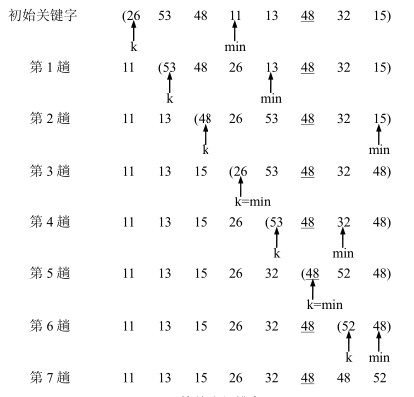 初始关键字 (26 53 48 11 13 48 32 15)
k min
第1趟 11 (53 48 26 13 48 32 15)
k min
第2趟 11 13 (48 26 53 48 32 15)
k min
第3趟 11 13 15 (26 53 48 32 48)
k=min
第4趟 11 13 15 26 (53 48 32 48)
k min
第5趟 11 13 15 26 32 (48 52 48)
k=min
第6趟 11 13 15 26 32 48 (52 48)
k min
第7趟 11 13 15 26 32 48 48 52